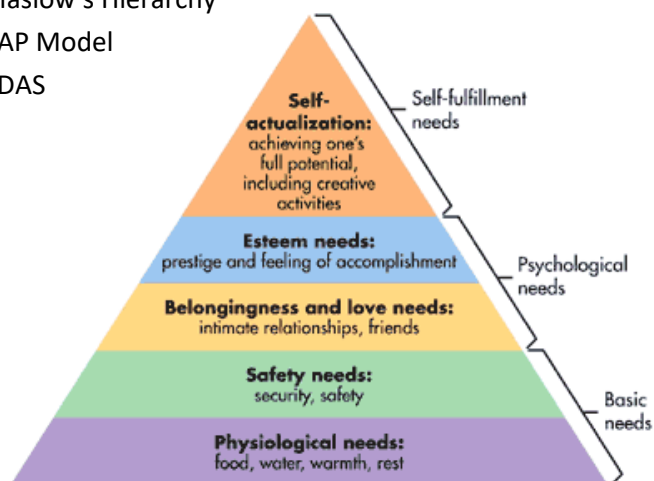 aslow's Hierarchy
AP Model
DAS
Self-
actualization:
achieving one's
full potential,
including creative
activities
Self-fulfillment
needs
Esteem needs:
prestige and feeling of accomplishment
Psychological
needs
Belongingness and love needs:
intimate relationships, friends
Safety needs:
security, safety
Basic
needs
Physiological needs:
food, water, warmth, rest